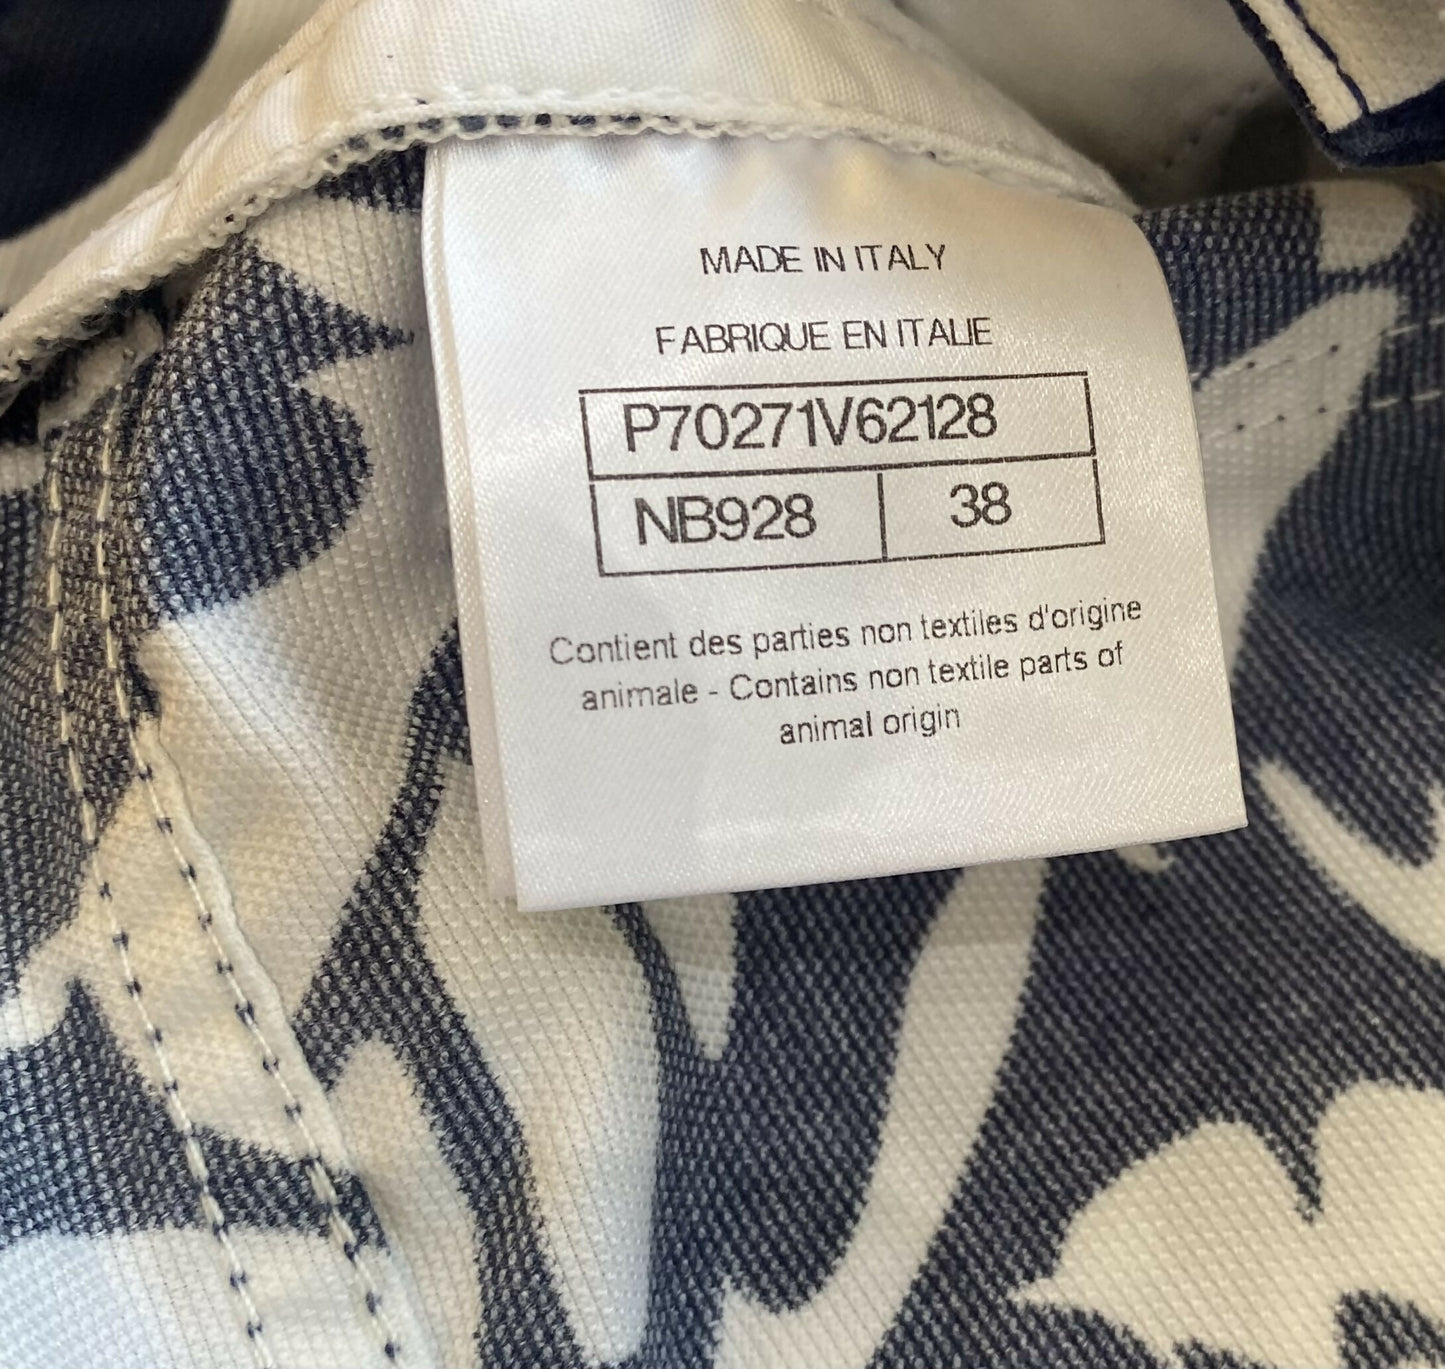 MADE IN ITALY
FABRIQUE EN ITALIE
P70271V62128
NB928 38
Contient des parties non textiles d'origine
animale - Contains non textile parts of
animal origin